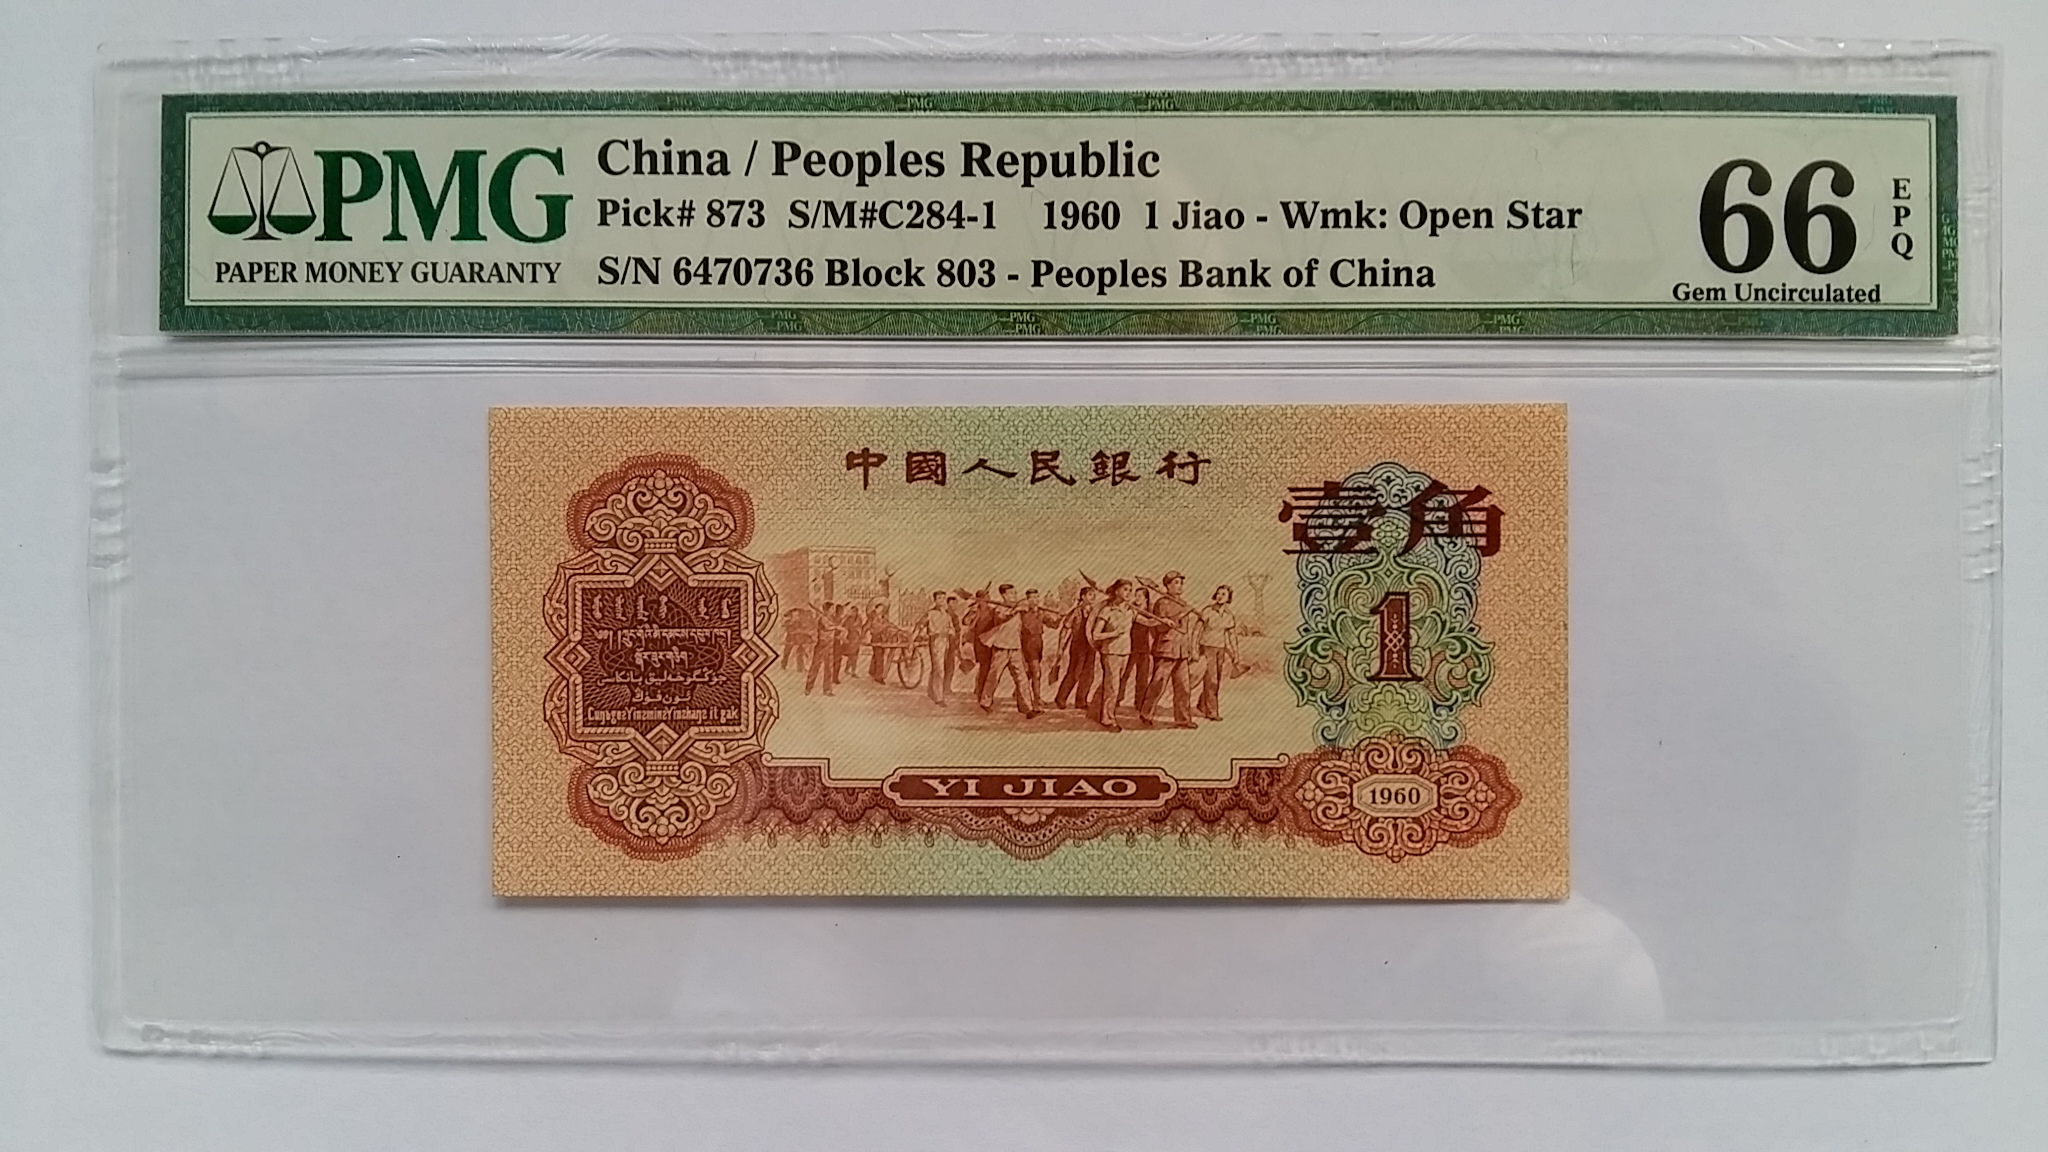 PMG
PAPER MONEY GUARANTY
China / Peoples Republic
Pick# 873 S/M#C284-1 1960 1 Jiao - Wmk: Open Star
S/N 6470736 Block 803 - Peoples Bank of China
66
EPQ
Gem Uncirculated
中國人民銀行
壹角
1
YI JIAO
1960